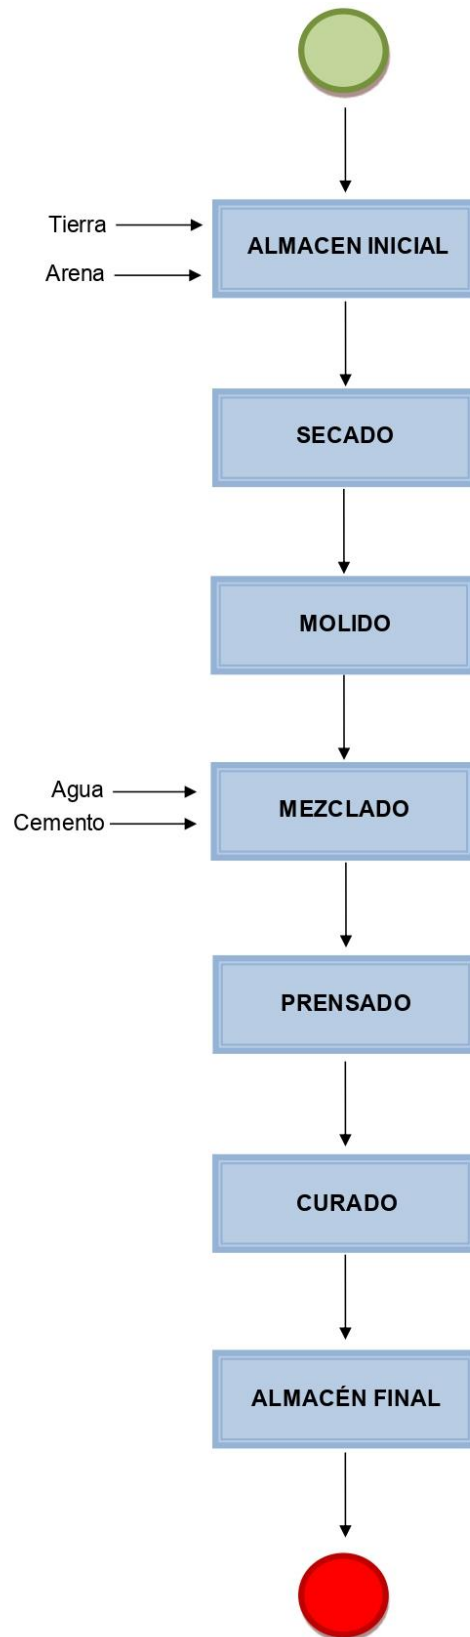 Tierra
ALMACEN INICIAL
Arena
SECADO
MOLIDO
Agua
MEZCLADO
Cemento
PRENSADO
CURADO
ALMACÉN FINAL